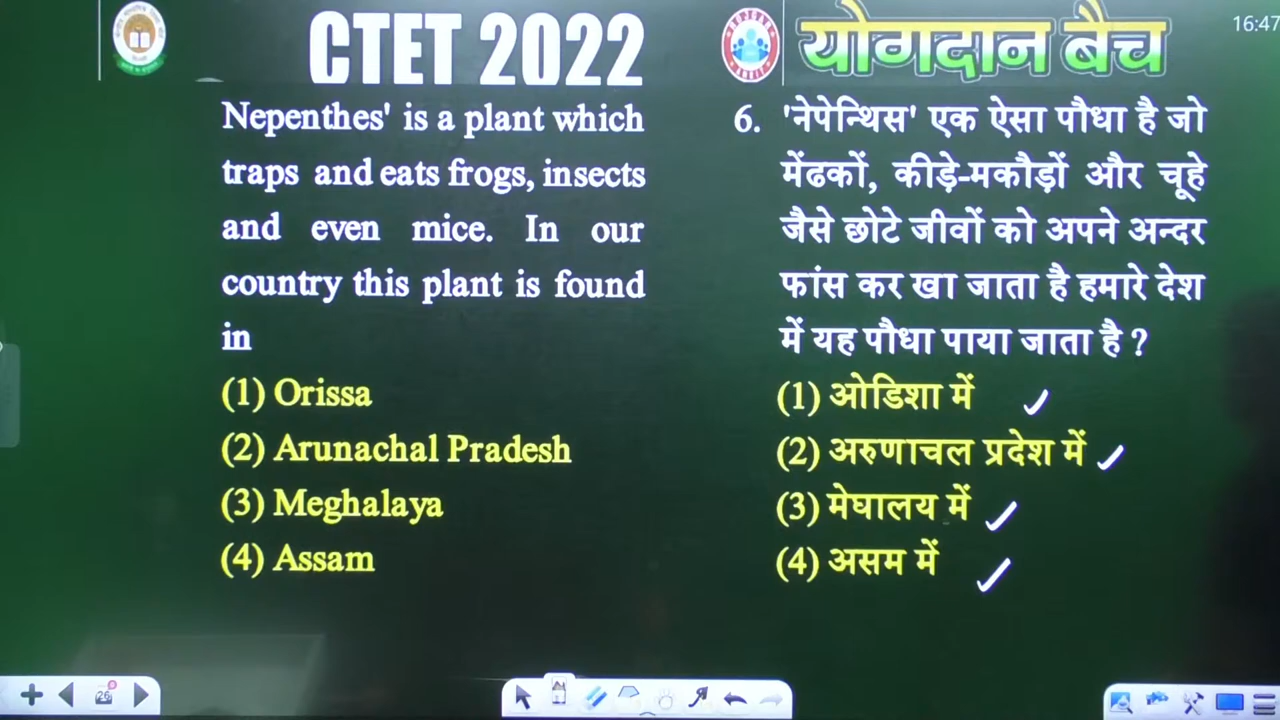 CTET 2022
योगदान बैच
16:47
Nepenthes' is a plant which
traps and eats frogs, insects
and even mice. In our
country this plant is found
in
(1) Orissa
(2) Arunachal Pradesh
(3) Meghalaya
(4) Assam
6. 'नेपेन्थिस' एक ऐसा पौधा है जो
मेंढकों, कीड़े-मकौड़ों और चूहे
जैसे छोटे जीवों को अपने अन्दर
फांस कर खा जाता है हमारे देश
में यह पौधा पाया जाता है ?
(1) ओडिशा में
(2) अरुणाचल प्रदेश में
(3) मेघालय में
(4) असम में
26